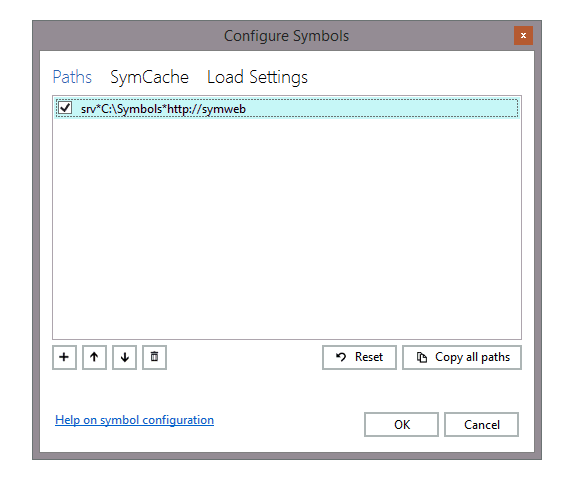 Configure Symbols
x
Paths SymCache Load Settings
srv*C:\Symbols*http://symweb
Reset Copy all paths
Help on symbol configuration
OK Cancel